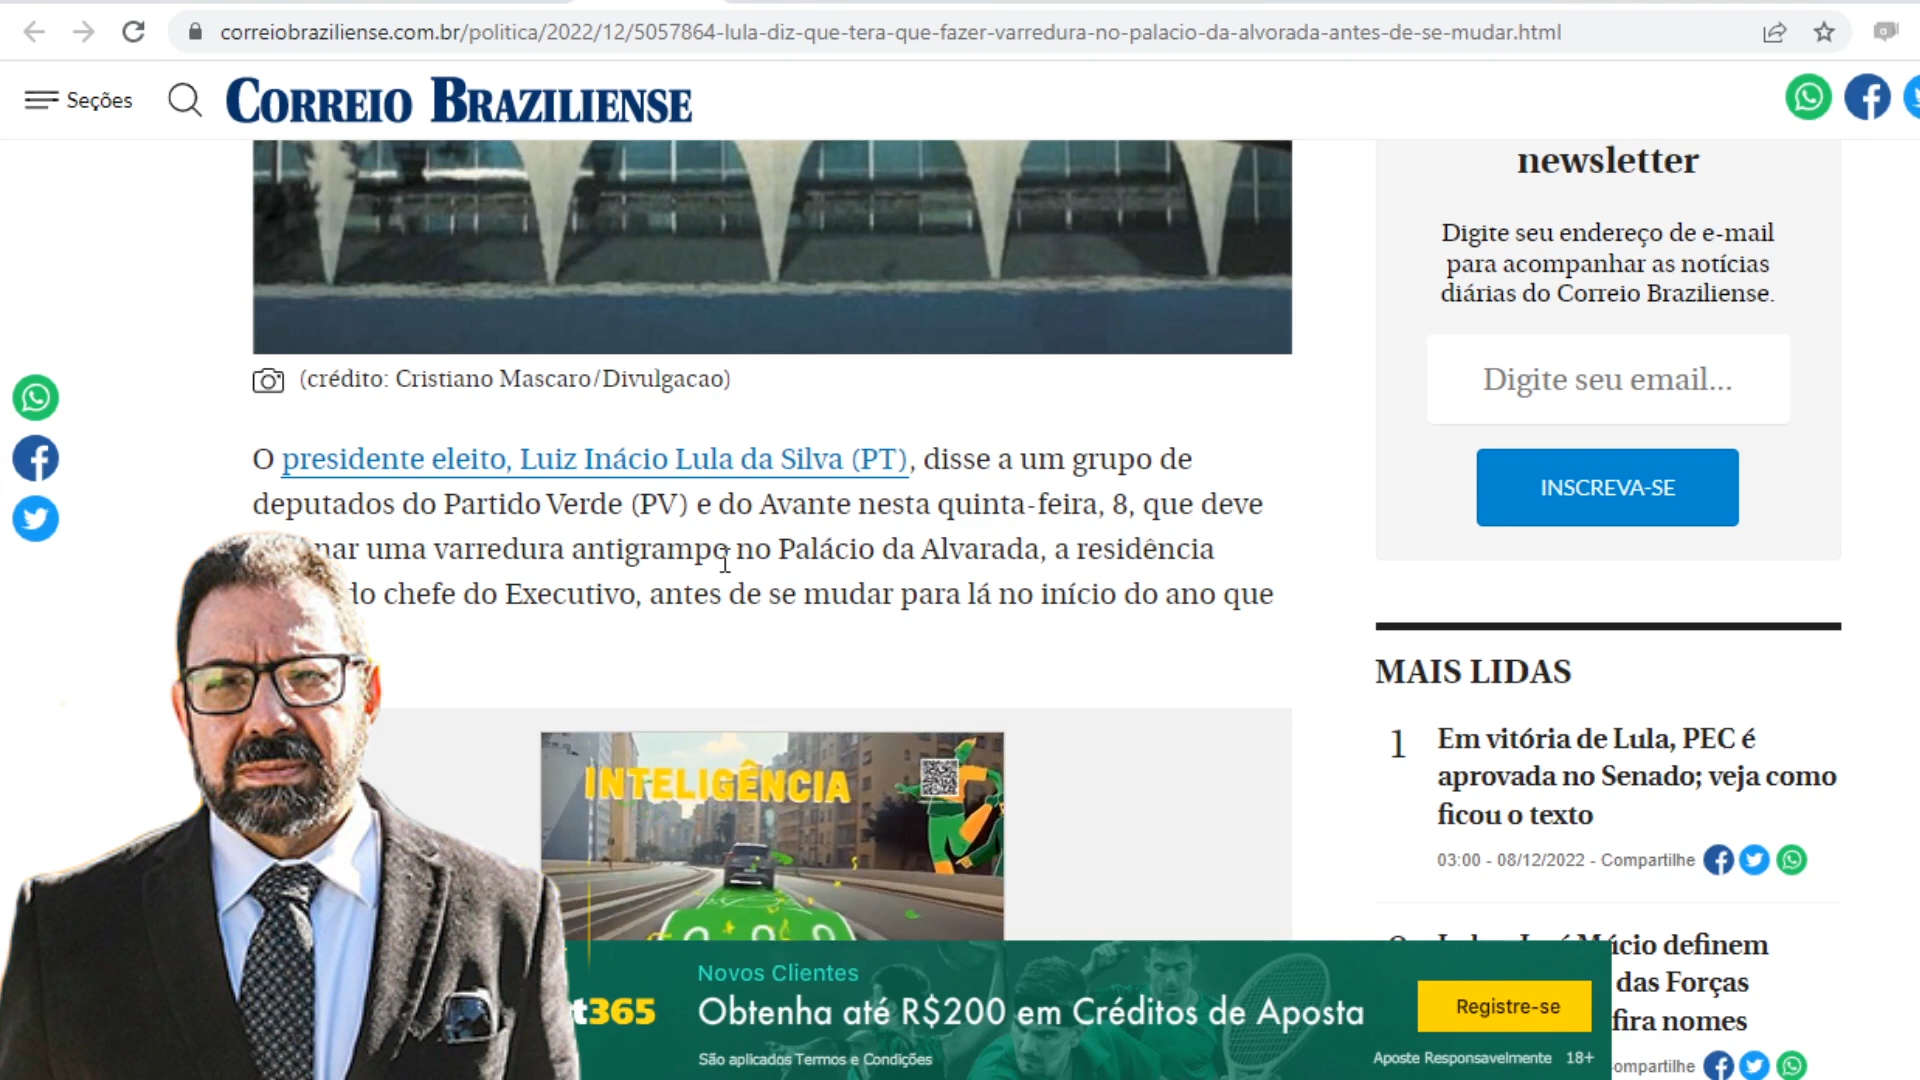 correiobraziliense.com.br/politica/2022/12/5057864-lula-diz-que-tera-que-fazer-varredura-no-palacio-da-alvorada-antes-de-se-mudar.html
Seções
CORREIO BRAZILIENSE
(crédito: Cristiano Mascaro/Divulgacao)
O presidente eleito, Luiz Inácio Lula da Silva (PT), disse a um grupo de
deputados do Partido Verde (PV) e do Avante nesta quinta-feira, 8, que deve
nar uma varredura antigrampo no Palácio da Alvarada, a residência
do chefe do Executivo, antes de se mudar para lá no início do ano que
INTELIGÊNCIA
newsletter
Digite seu endereço de e-mail
para acompanhar as notícias
diárias do Correio Braziliense.
Digite seu email...
INSCREVA-SE
MAIS LIDAS
1
Em vitória de Lula, PEC é
aprovada no Senado; veja como
ficou o texto
03:00 - 08/12/2022 - Compartilhe
ício definem
das Forças
fira nomes
ompartilhe
t365
Novos Clientes
Obtenha até R$200 em Créditos de Aposta
São aplicados Termos e Condições
Registre-se
Aposte Responsavelmente 18+